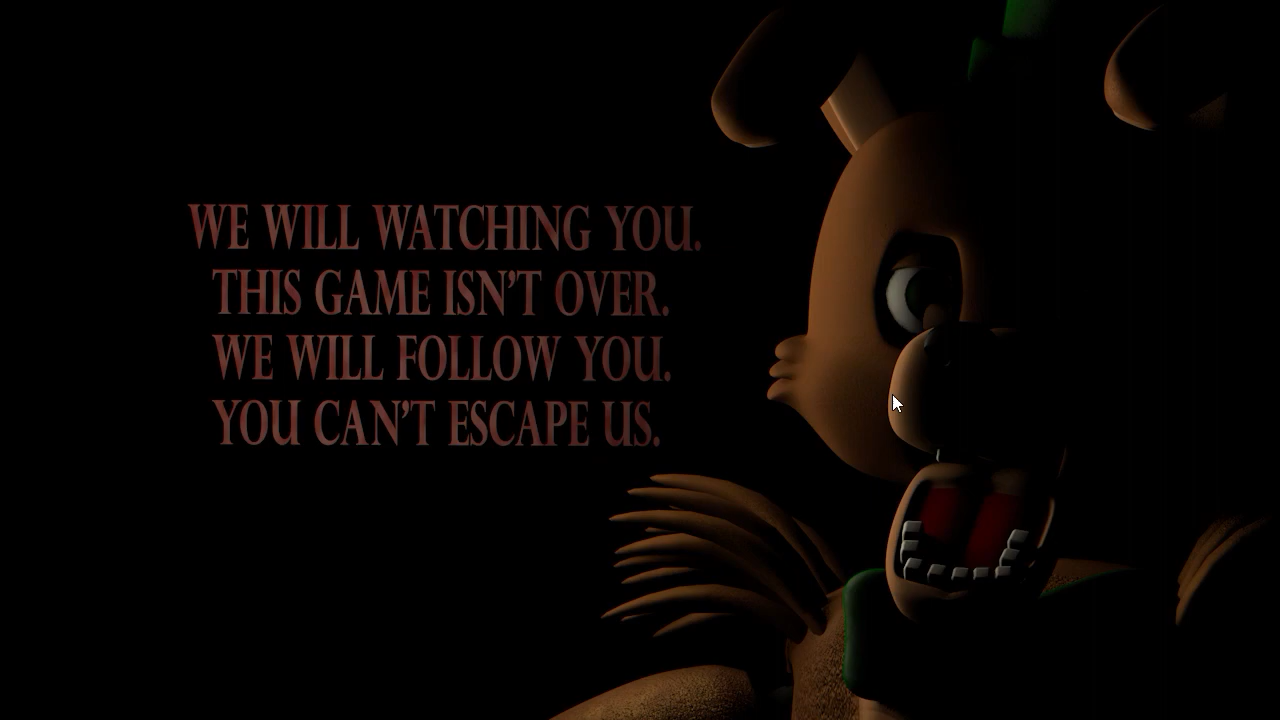 WE WILL WATCHING YOU.
THIS GAME ISN'T OVER.
WE WILL FOLLOW YOU.
YOU CAN'T ESCAPE US.